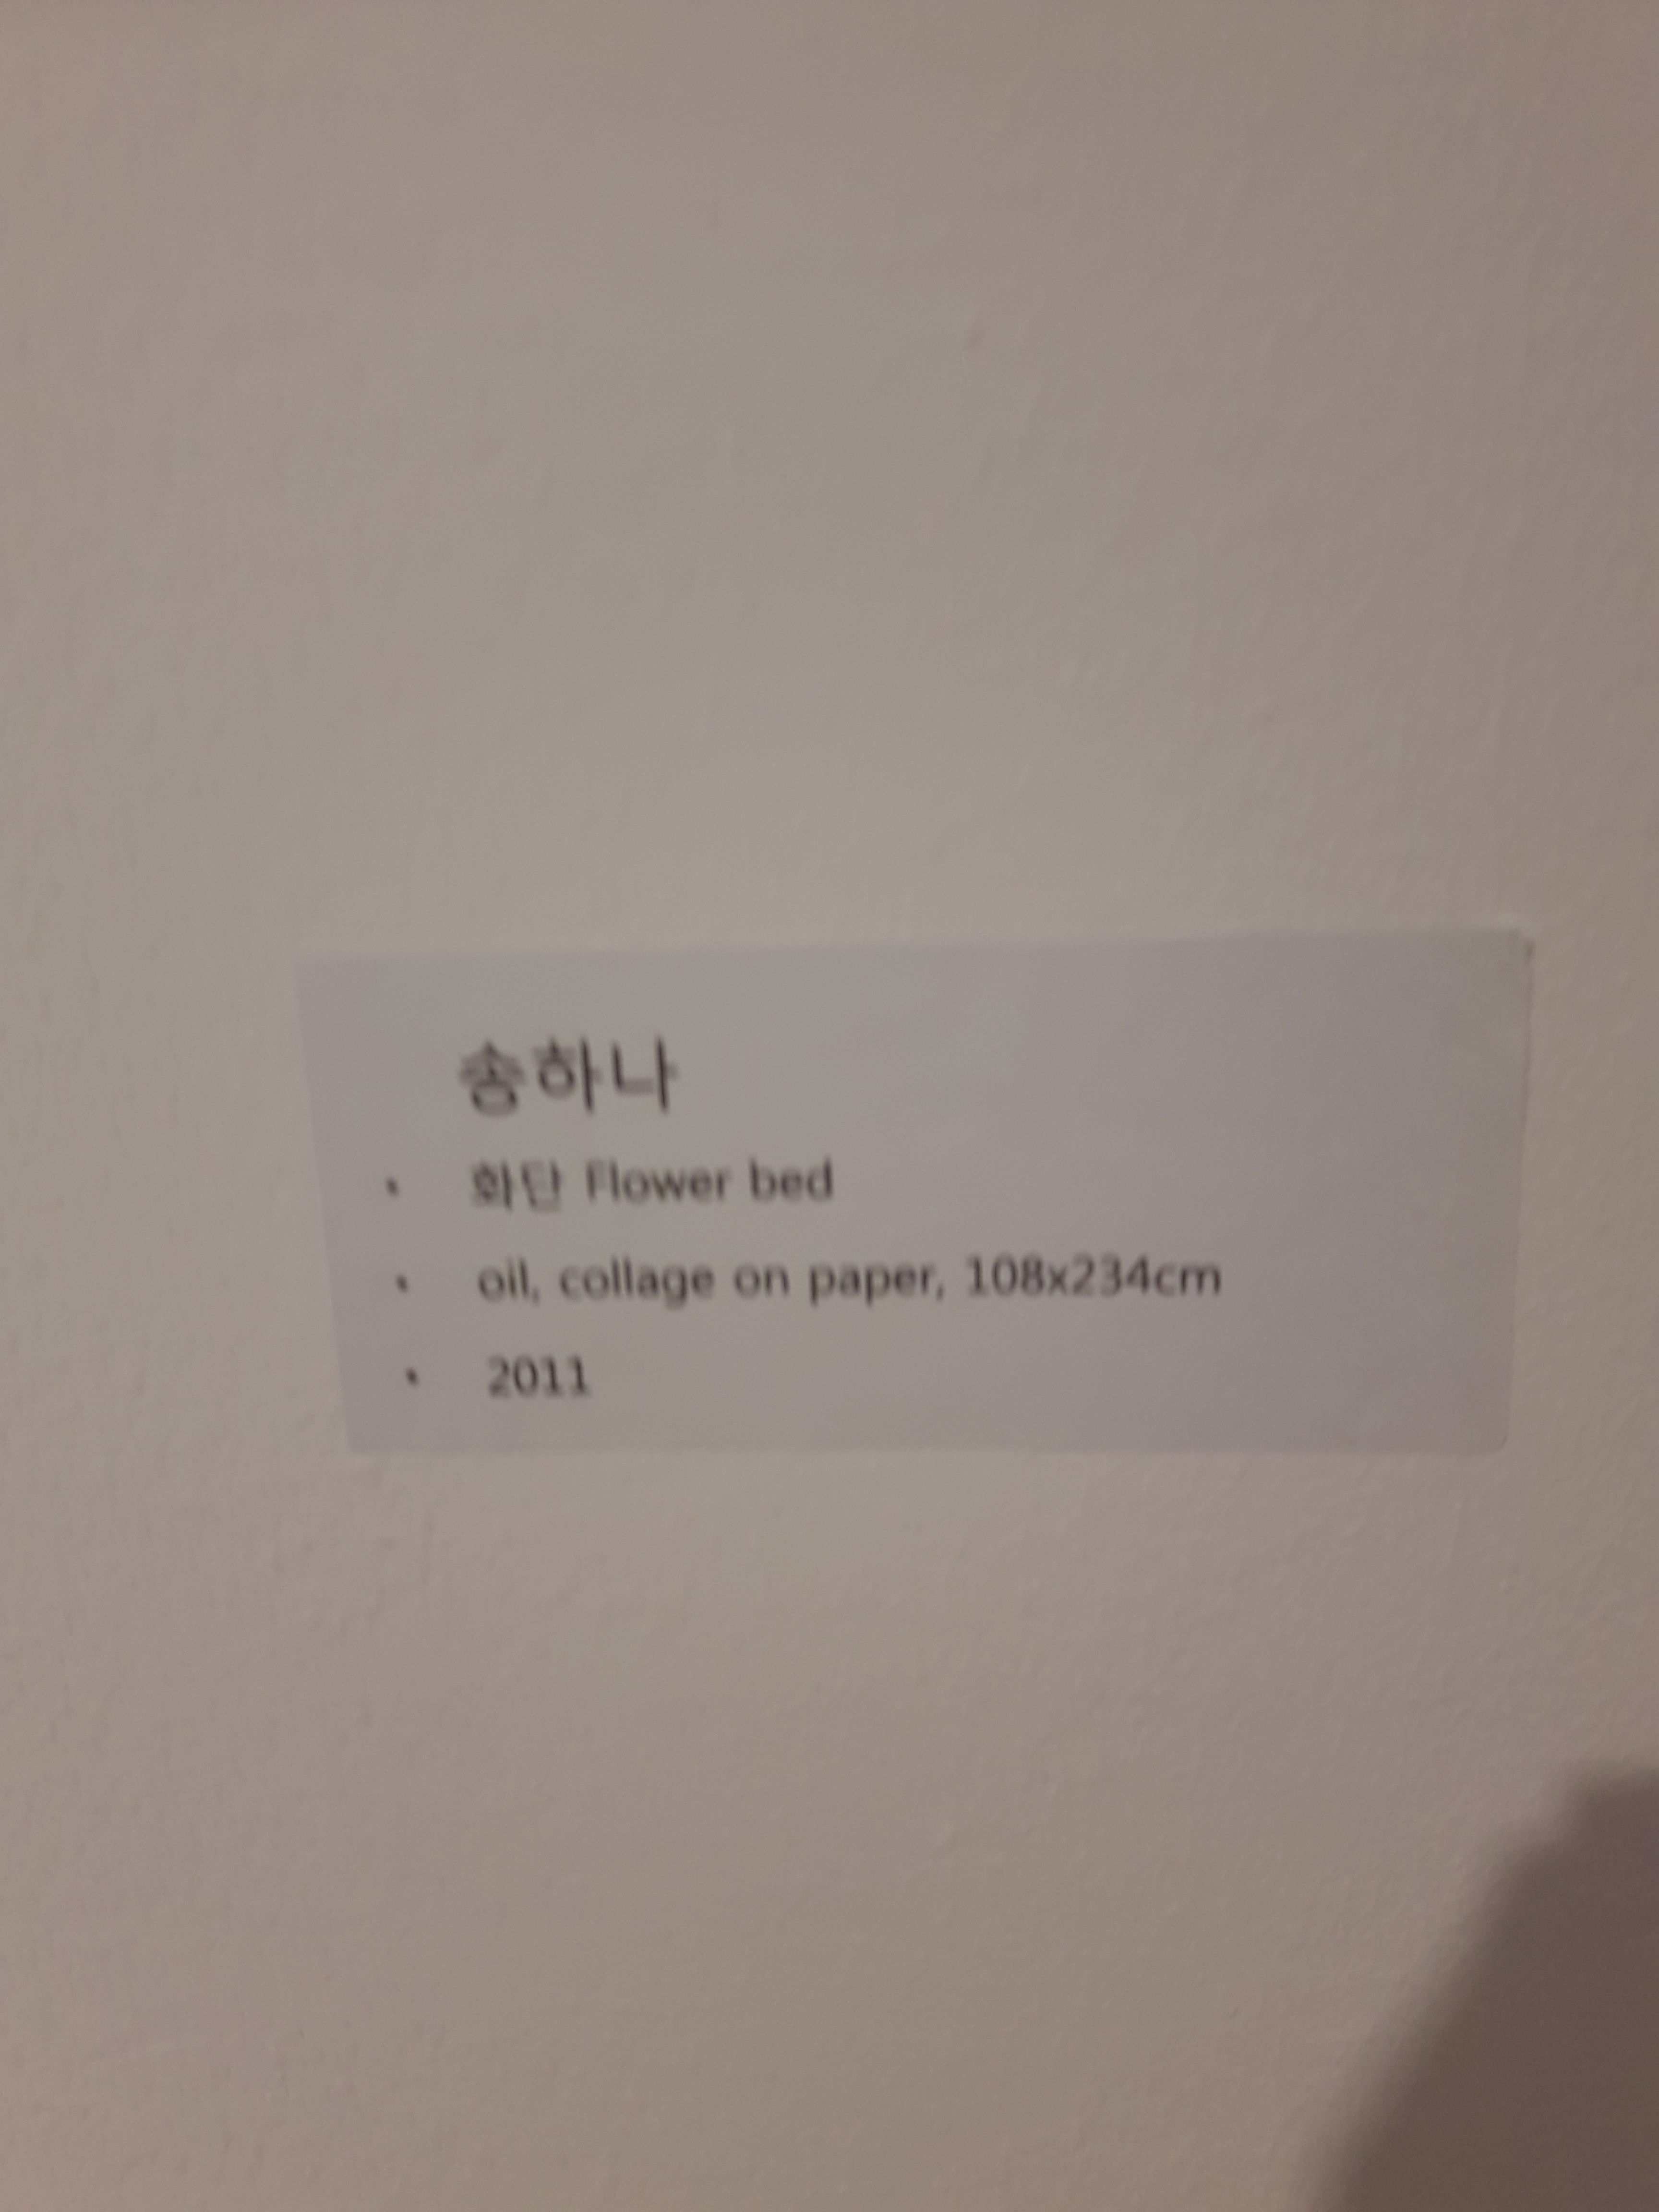 송하나
• 화단 Flower bed
• oil, collage on paper, 108x234cm
• 2011